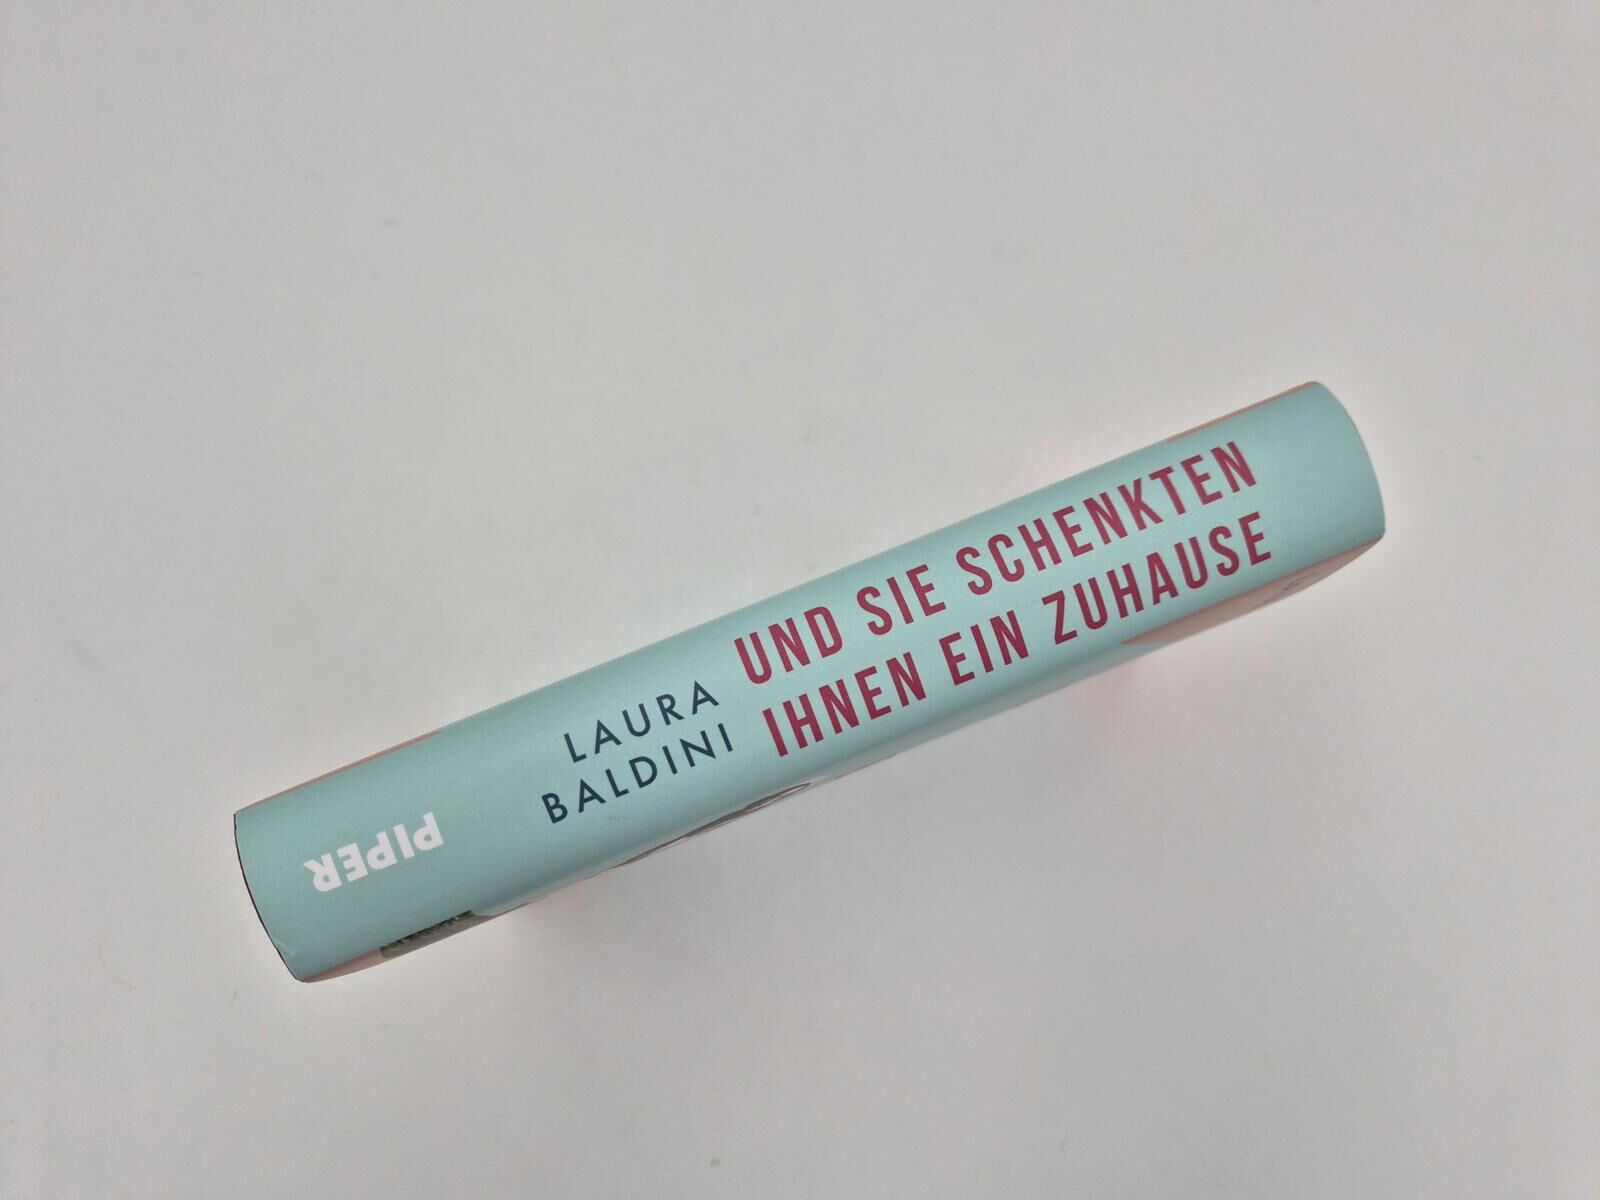 LAURA
BALDINI
UND SIE SCHENKTEN
IHNEN EIN ZUHAUSE
PIPER